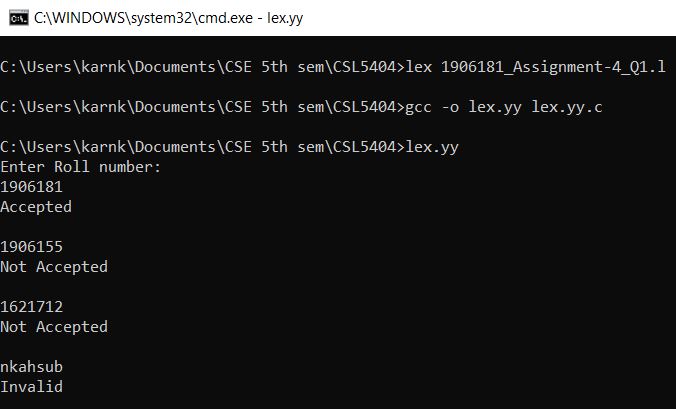 C:\WINDOWS\system32\cmd.exe - lex.yy
C:\Users\karnk\Documents\CSE 5th sem\CSL5404>lex 1906181_Assignment-4_Q1.l
C:\Users\karnk\Documents\CSE 5th sem\CSL5404>gcc -o lex.yy lex.yy.c
C:\Users\karnk\Documents\CSE 5th sem\CSL5404>lex.yy
Enter Roll number:
1906181
Accepted
1906155
Not Accepted
1621712
Not Accepted
nkahsub
Invalid